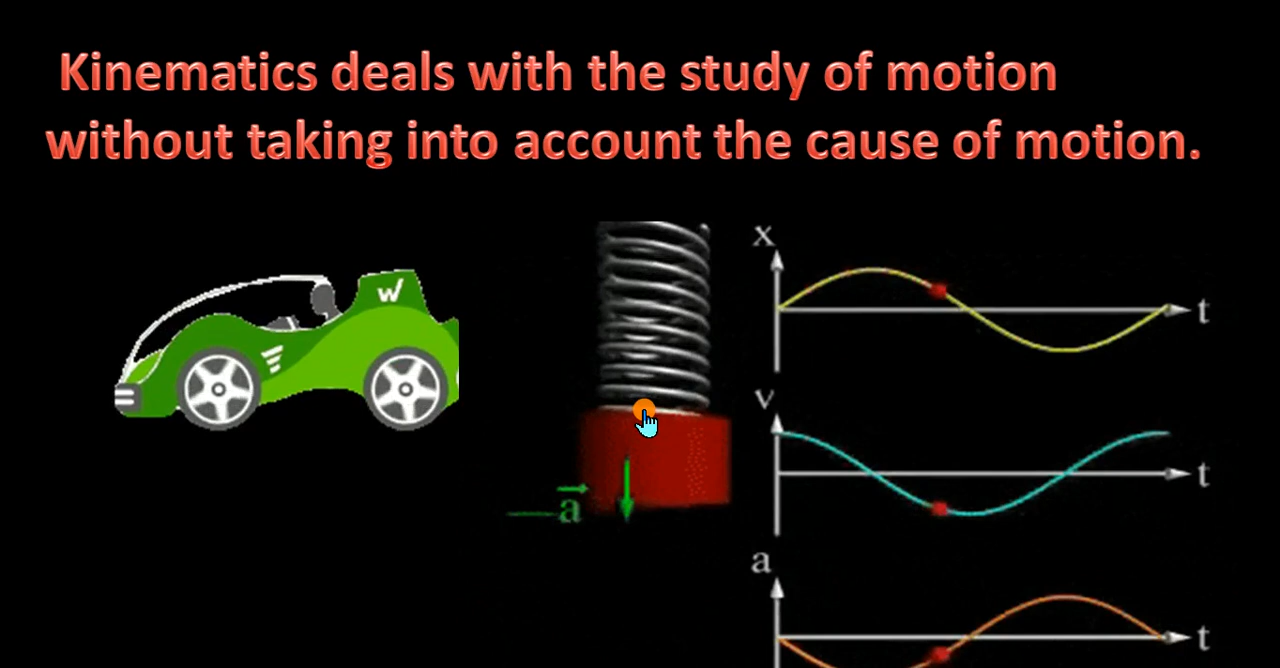 Kinematics deals with the study of motion
without taking into account the cause of motion.
W
x
t
v
t
a
a
t